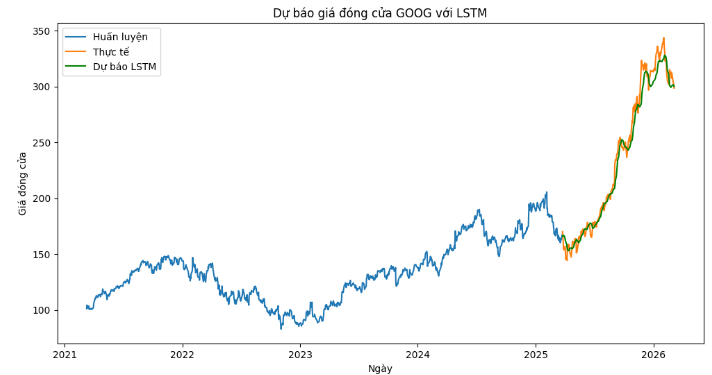 Dự báo giá đóng cửa GOOG với LSTM
Huấn luyện
Thực tế
Dự báo LSTM
Giá đóng cửa
350
300
250
200
150
100
2021
2022
2023
2024
2025
2026
Ngày